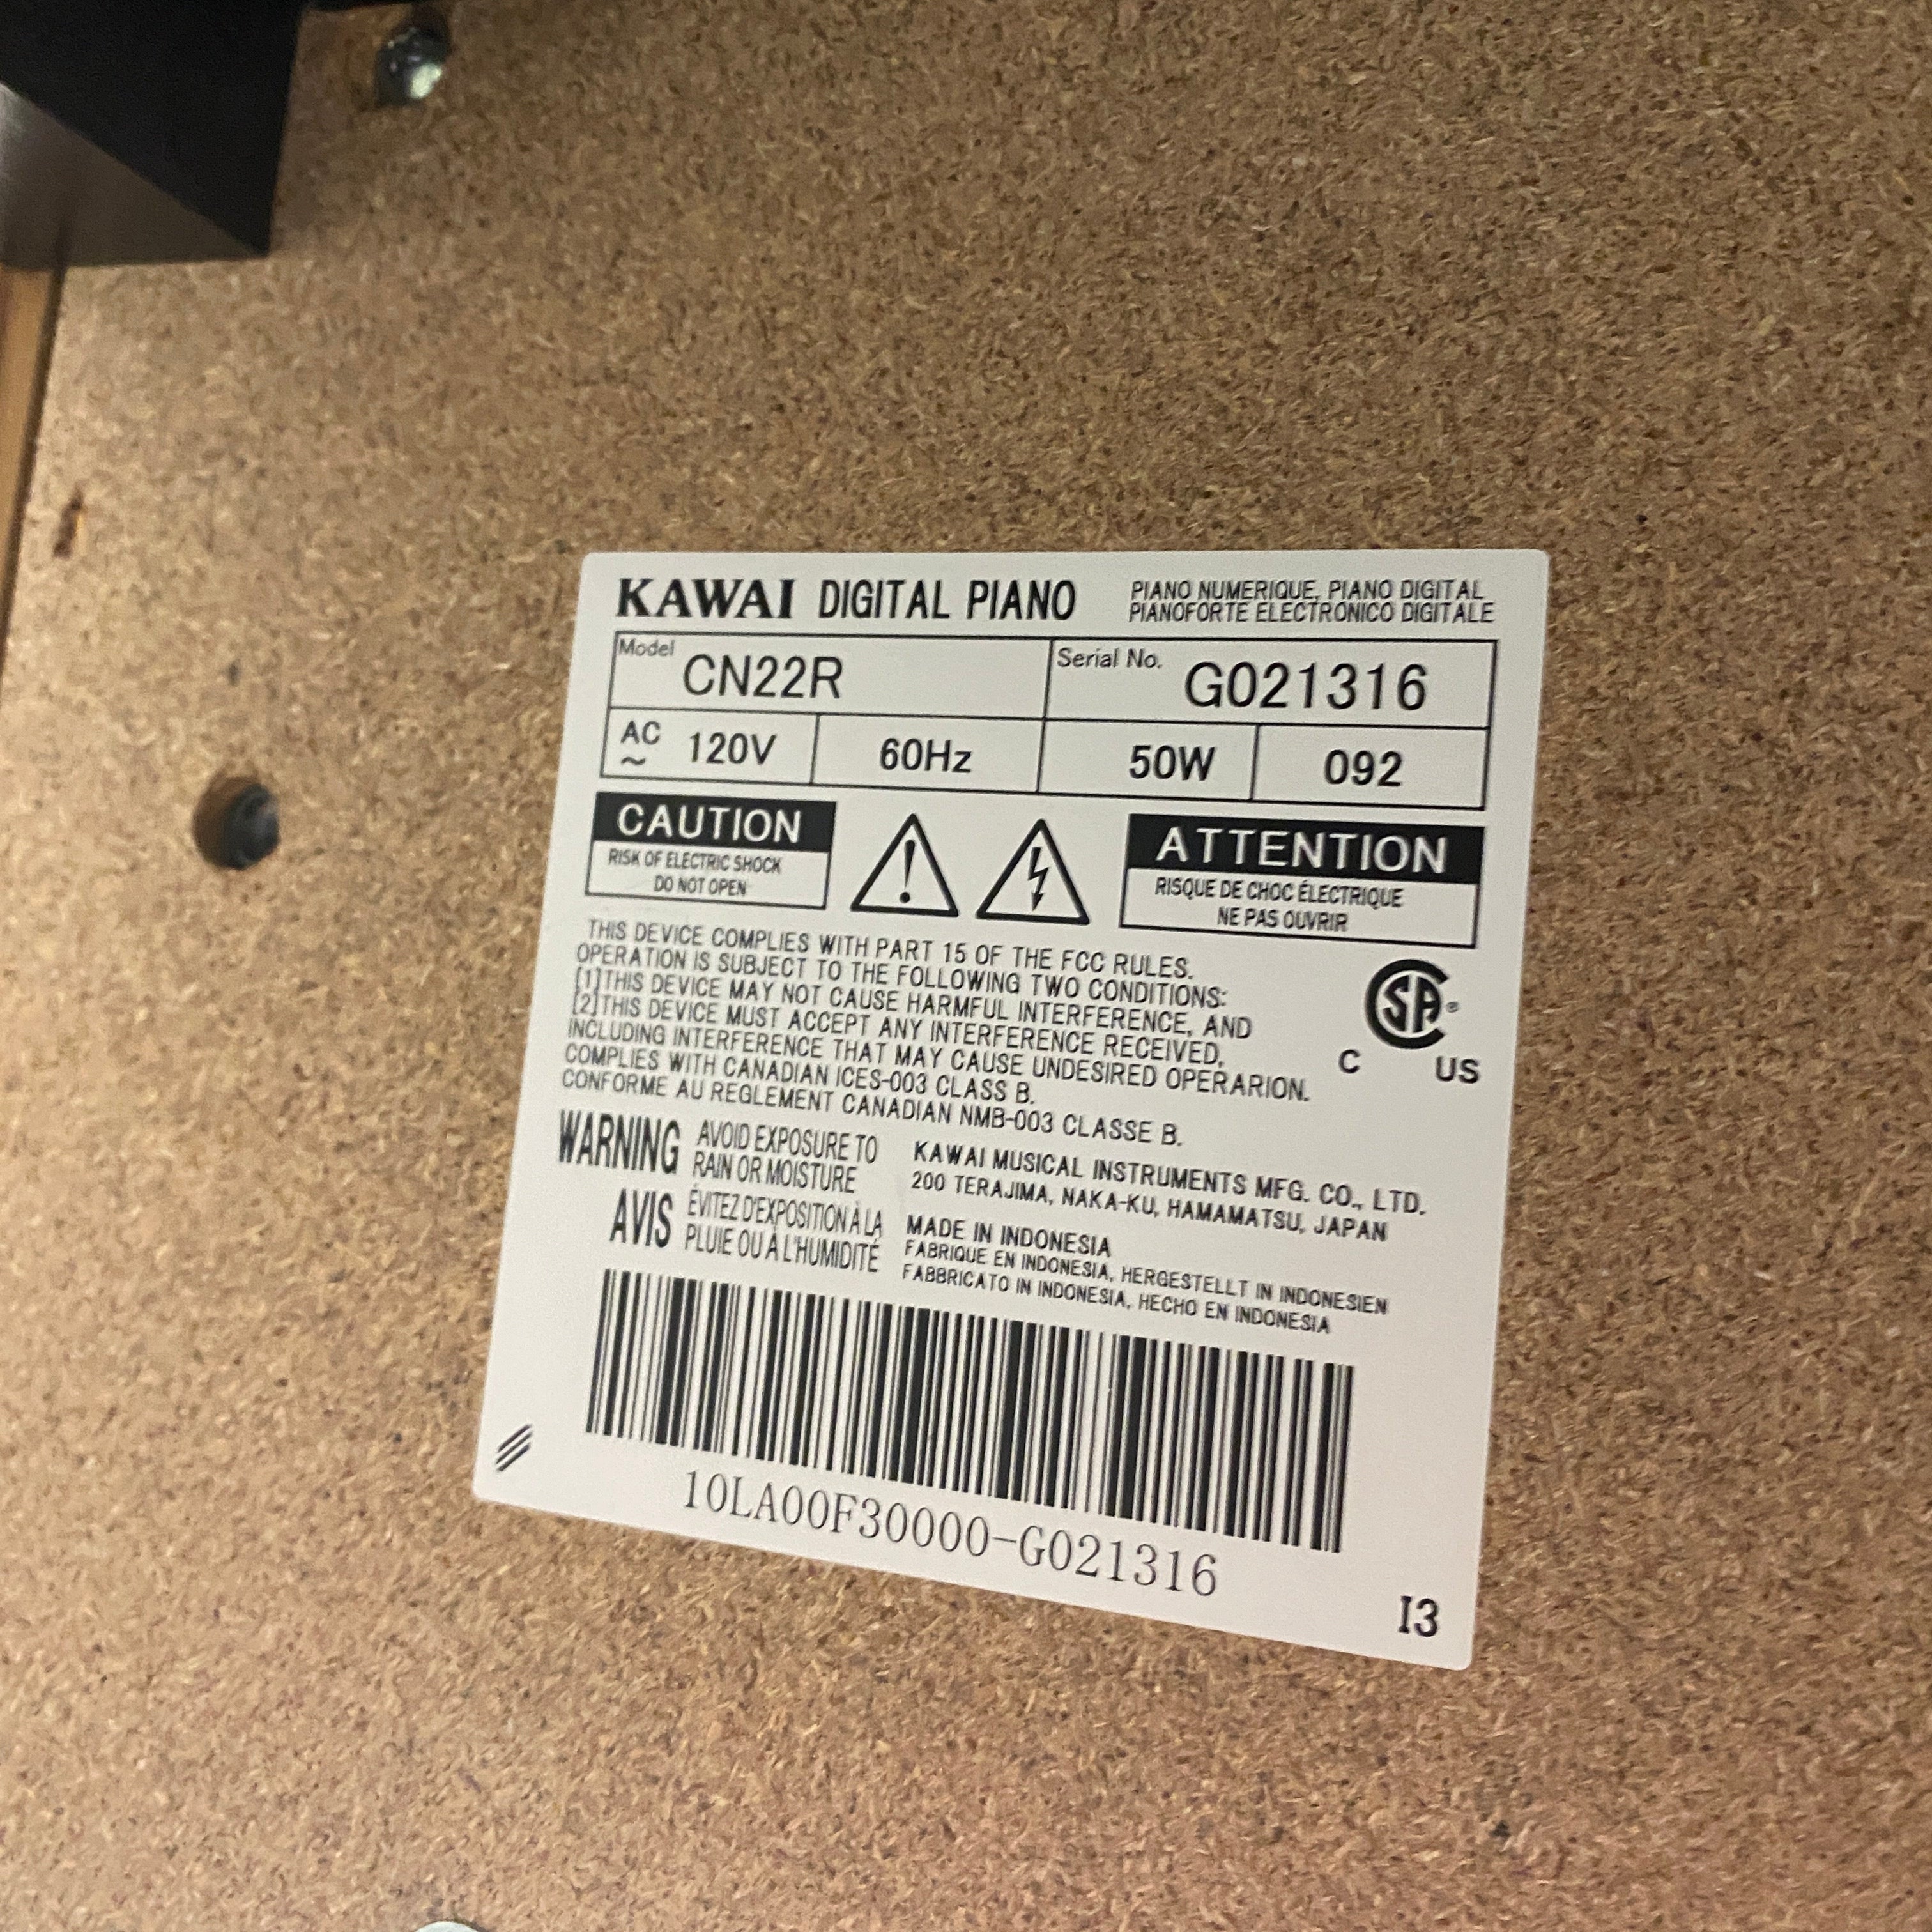 KAWAI DIGITAL PIANO
PIANO NUMERIQUE, PIANO DIGITAL
PIANOFORTE ELECTRONICO DIGITALE
Model CN22R
Serial No. G021316
AC ~ 120V
60Hz
50W
092
CAUTION
RISK OF ELECTRIC SHOCK
DO NOT OPEN
ATTENTION
RISQUE DE CHOC ÉLECTRIQUE
NE PAS OUVRIR
THIS DEVICE COMPLIES WITH PART 15 OF THE FCC RULES.
OPERATION IS SUBJECT TO THE FOLLOWING TWO CONDITIONS:
[1]THIS DEVICE MAY NOT CAUSE HARMFUL INTERFERENCE, AND
[2]THIS DEVICE MUST ACCEPT ANY INTERFERENCE RECEIVED,
INCLUDING INTERFERENCE THAT MAY CAUSE UNDESIRED OPERARION.
COMPLIES WITH CANADIAN ICES-003 CLASS B.
CONFORME AU REGLEMENT CANADIAN NMB-003 CLASSE B.
SA®
C US
WARNING
AVOID EXPOSURE TO
RAIN OR MOISTURE
AVIS
ÉVITEZ D'EXPOSITION À LA
PLUIE OU À L'HUMIDITÉ
KAWAI MUSICAL INSTRUMENTS MFG. CO., LTD.
200 TERAJIMA, NAKA-KU, HAMAMATSU, JAPAN
MADE IN INDONESIA
FABRIQUE EN INDONESIA, HERGESTELLT IN INDONESIEN
FABBRICATO IN INDONESIA, HECHO EN INDONESIA
10LA00F30000-G021316
I3